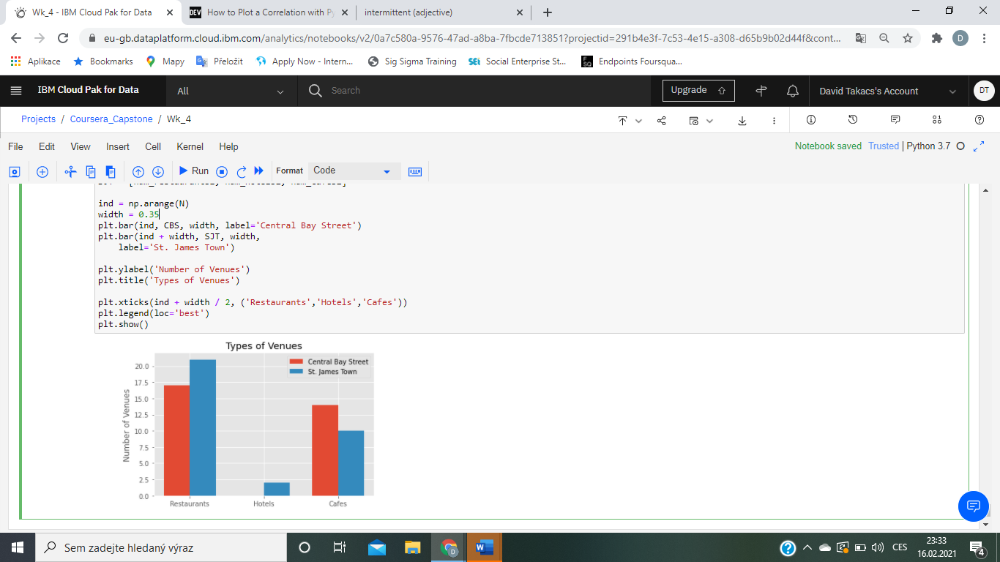 Wk_4 - IBM Cloud Pak for Data
How to Plot a Correlation with Py
intermittent (adjective)
eu-gb.dataplatform.cloud.ibm.com/analytics/notebooks/v2/0a7c580a-9576-47ad-a8ba-7fbcde713851?projectid=291b4e3f-7c53-4e15-a308-d65b9b02d44f&cont...
D
Aplikace
Bookmarks
Mapy
Přeložit
Apply Now - Intern...
Sig Sigma Training
Social Enterprise St...
Endpoints Foursqua...
IBM Cloud Pak for Data
All
Search
Upgrade
David Takacs's Account
DT
Projects / Coursera_Capstone / Wk_4
File Edit View Insert Cell Kernel Help
Notebook saved Trusted | Python 3.7
Run
Format
Code
ind = np.arange(N)
width = 0.35
plt.bar(ind, CBS, width, label='Central Bay Street')
plt.bar(ind + width, SJT, width,
label='St. James Town')
plt.ylabel('Number of Venues')
plt.title('Types of Venues')
plt.xticks(ind + width / 2, ('Restaurants','Hotels','Cafes'))
plt.legend(loc='best')
plt.show()
Types of Venues
Central Bay Street
St. James Town
Number of Venues
20.0
17.5
15.0
12.5
10.0
7.5
5.0
2.5
0.0
Restaurants
Hotels
Cafes
Sem zadejte hledaný výraz
CES
23:33
16.02.2021
4